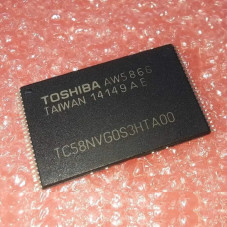 TOSHIBA AW5866
TAIWAN 14149AE
TC58NVG0S3HTA00